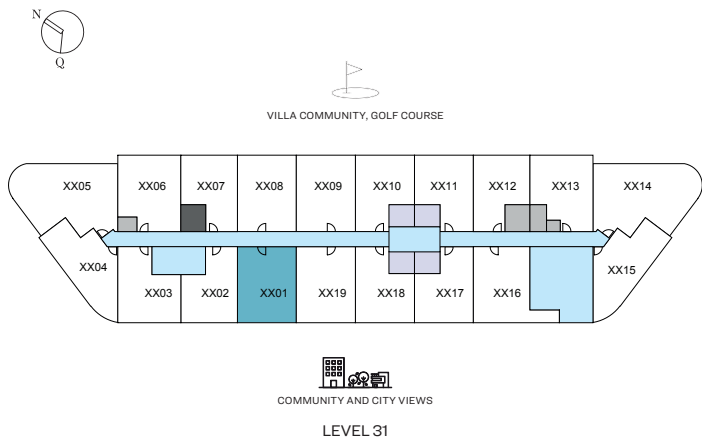 N
Q
VILLA COMMUNITY, GOLF COURSE
XX05 XX06 XX07 XX08 XX09 XX10 XX11 XX12 XX13 XX14
XX04 XX03 XX02 XX01 XX19 XX18 XX17 XX16 XX15
COMMUNITY AND CITY VIEWS
LEVEL 31